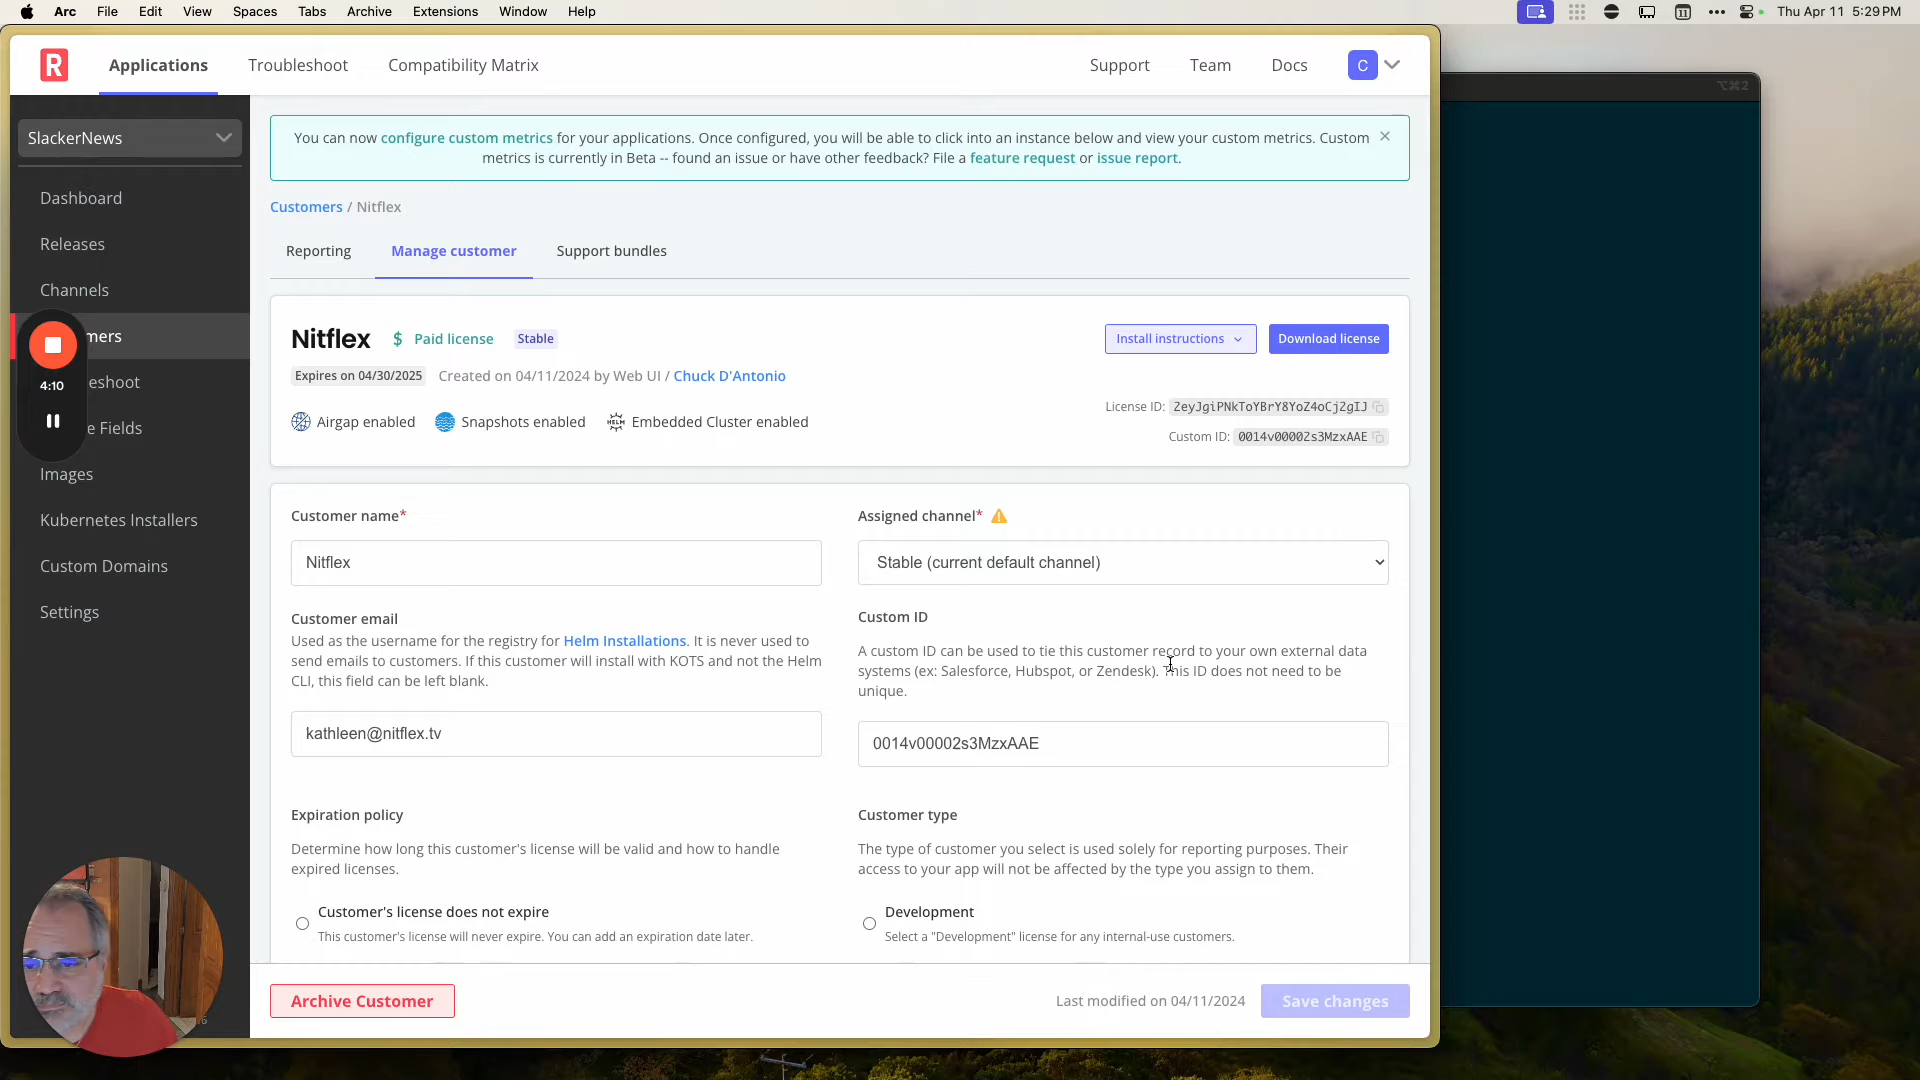 Arc File Edit View Spaces Tabs Archive Extensions Window Help
11 Thu Apr 11 5:29 PM
⌥⌘2
R Applications Troubleshoot Compatibility Matrix Support Team Docs C
SlackerNews
Dashboard
Releases
Channels
mers
eshoot
e Fields
Images
Kubernetes Installers
Custom Domains
Settings
4:10
You can now configure custom metrics for your applications. Once configured, you will be able to click into an instance below and view your custom metrics. Custom
metrics is currently in Beta -- found an issue or have other feedback? File a feature request or issue report.
Customers / Nitflex
Reporting Manage customer Support bundles
Nitflex $ Paid license Stable
Install instructions Download license
Expires on 04/30/2025 Created on 04/11/2024 by Web UI / Chuck D'Antonio
License ID: ZeyJgiPNkToYBrY8YoZ4oCj2gIJ
Airgap enabled Snapshots enabled HELM Embedded Cluster enabled
Custom ID: 0014v00002s3MzxAAE
Customer name*
Nitflex
Assigned channel*
Stable (current default channel)
Customer email
Used as the username for the registry for Helm Installations. It is never used to
send emails to customers. If this customer will install with KOTS and not the Helm
CLI, this field can be left blank.
kathleen@nitflex.tv
Custom ID
A custom ID can be used to tie this customer record to your own external data
systems (ex: Salesforce, Hubspot, or Zendesk). This ID does not need to be
unique.
0014v00002s3MzxAAE
Expiration policy
Determine how long this customer's license will be valid and how to handle
expired licenses.
Customer's license does not expire
This customer's license will never expire. You can add an expiration date later.
Customer type
The type of customer you select is used solely for reporting purposes. Their
access to your app will not be affected by the type you assign to them.
Development
Select a "Development" license for any internal-use customers.
Archive Customer Last modified on 04/11/2024 Save changes